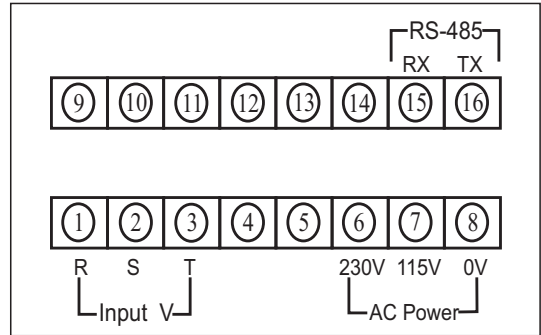 RS-485
RX TX
9 10 11 12 13 14 15 16
1 2 3 4 5 6 7 8
R S T 230V 115V 0V
Input V AC Power